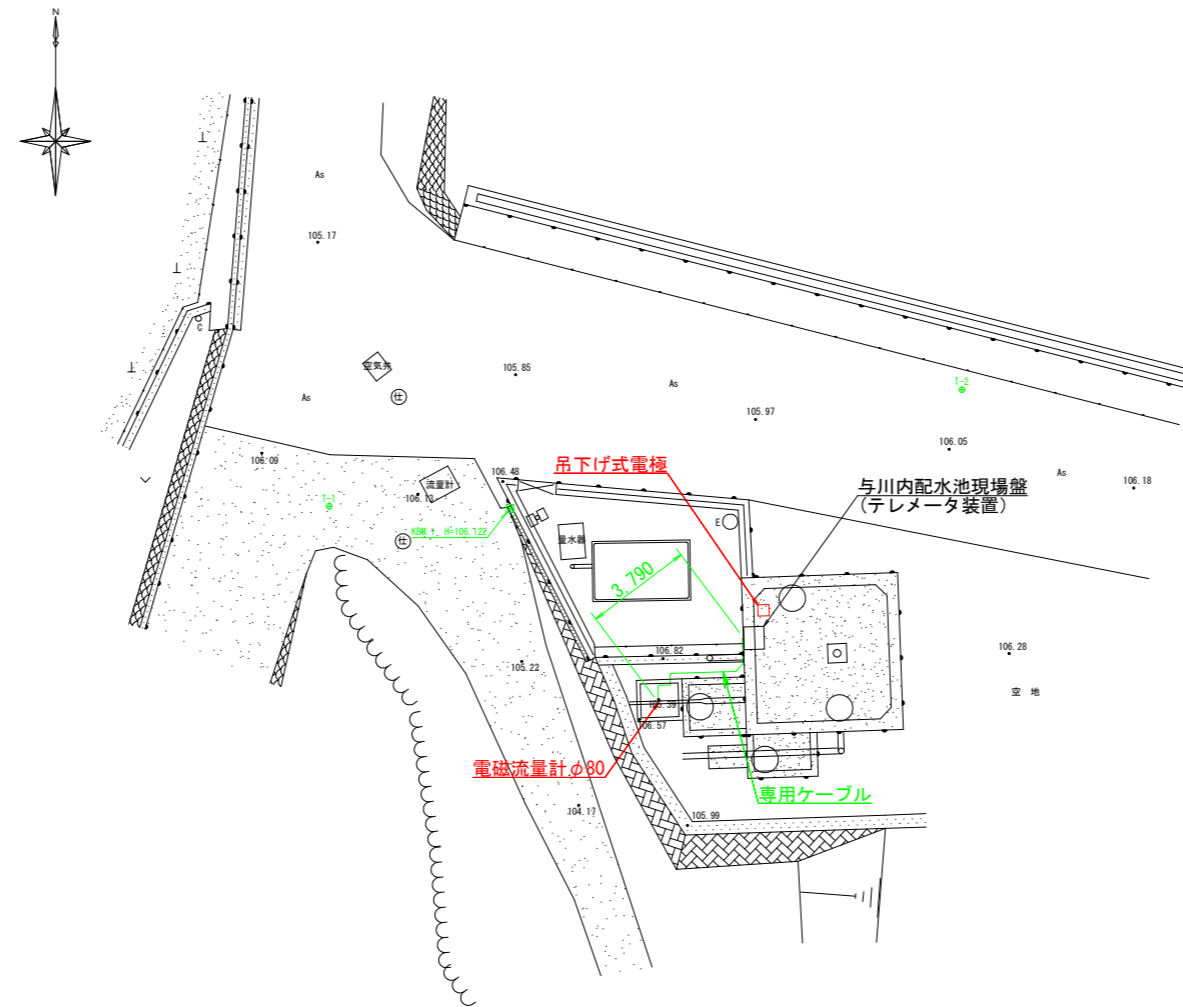 N
As
105.17
G
空気弁
仕
105.85
As
As
T-2
105.97
106.05
As
106.18
106.09
106.48
吊下げ式電極
与川内配水池現場盤
(テレメータ装置)
流量計
106.13
T-1
仕
KBM.1 H=106.122
量水器
E
3.790
106.82
105.22
106.28
空 地
106.57
電磁流量計φ80
専用ケーブル
104.17
105.99